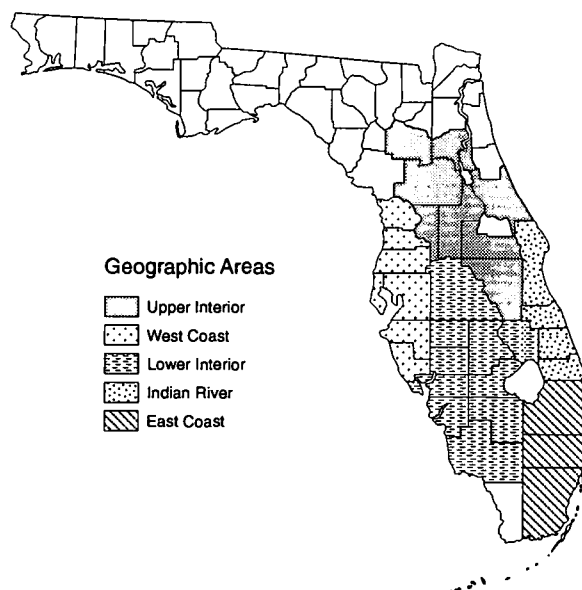 Geographic Areas
Upper Interior
West Coast
Lower Interior
Indian River
East Coast